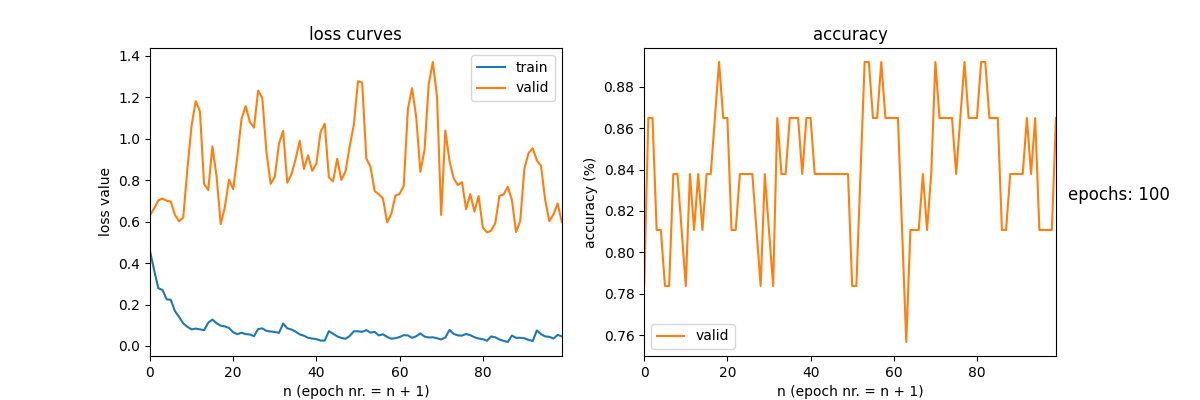 loss curves
1.4
1.2
1.0
0.8
0.6
0.4
0.2
0.0
loss value
train
valid
0 20 40 60 80
n (epoch nr. = n + 1)
accuracy
0.88
0.86
0.84
0.82
0.80
0.78
0.76
accuracy (%)
valid
0 20 40 60 80
n (epoch nr. = n + 1)
epochs: 100